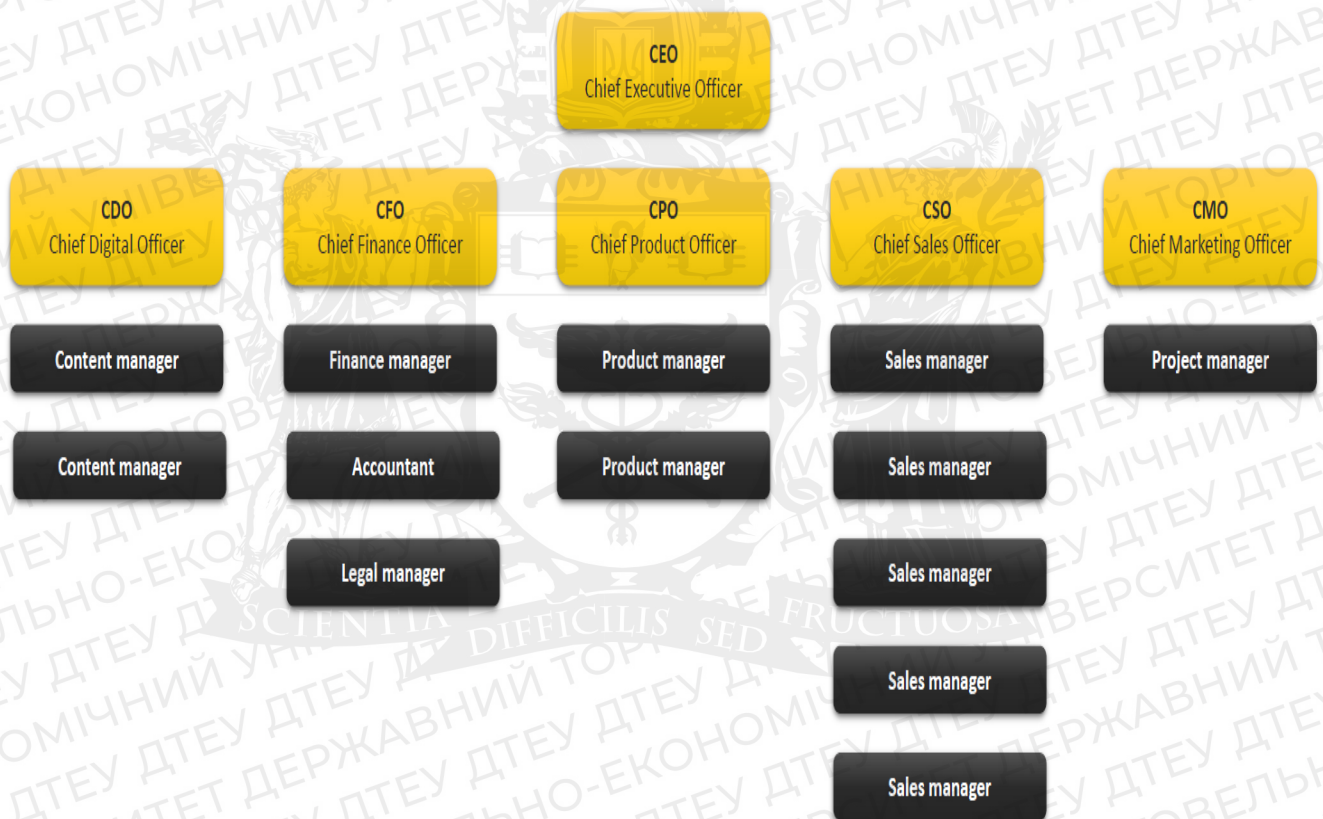 CEO
Chief Executive Officer
CDO
Chief Digital Officer
CFO
Chief Finance Officer
CPO
Chief Product Officer
CSO
Chief Sales Officer
CMO
Chief Marketing Officer
Content manager
Finance manager
Product manager
Sales manager
Project manager
Content manager
Accountant
Product manager
Sales manager
Legal manager
Sales manager
SCIENTIA DIFFICILIS SED FRUCTUOSA
Sales manager
Sales manager